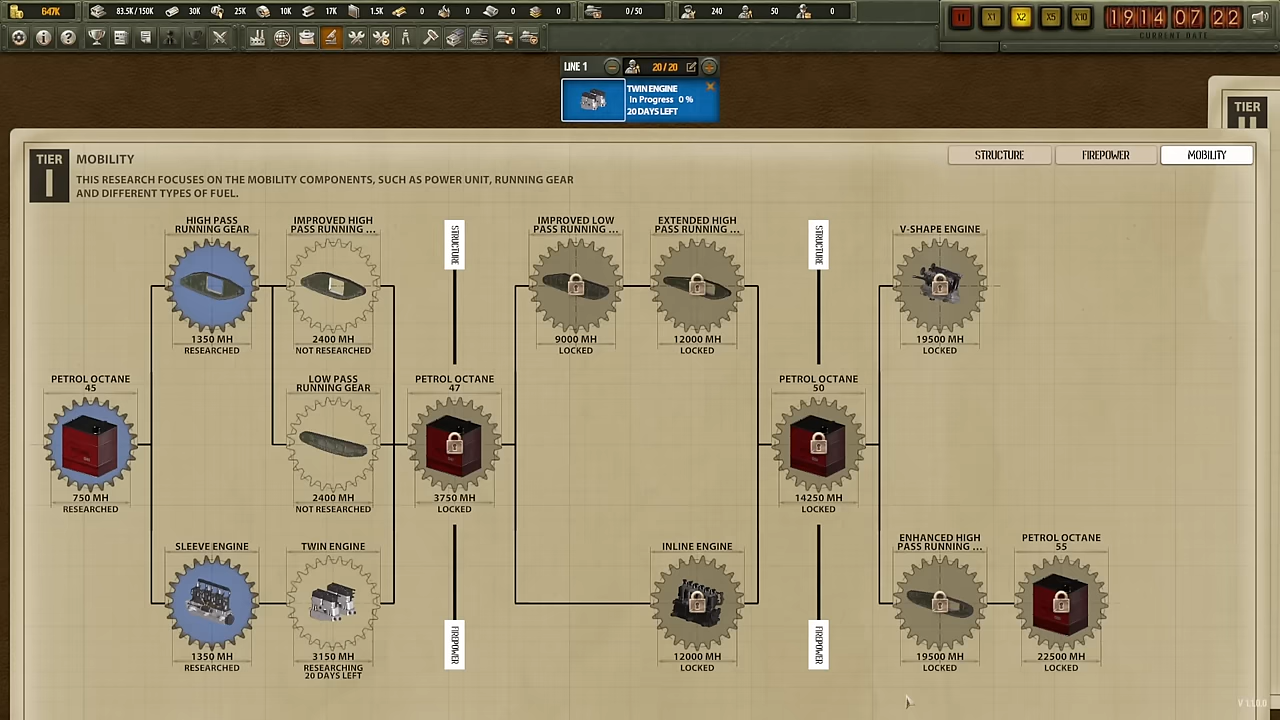 647K 83.5K/150K 30K 25K 10K 17K 1.5K 0 0 0 0 0/50 240 50 0
II X1 X2 X5 X10 1914 07 22
CURRENT DATE
LINE 1 20/20
TWIN ENGINE
In Progress 0 %
20 DAYS LEFT
TIER
II
TIER
I
MOBILITY
THIS RESEARCH FOCUSES ON THE MOBILITY COMPONENTS, SUCH AS POWER UNIT, RUNNING GEAR
AND DIFFERENT TYPES OF FUEL.
STRUCTURE FIREPOWER MOBILITY
HIGH PASS
RUNNING GEAR
1350 MH
RESEARCHED
IMPROVED HIGH
PASS RUNNING ...
2400 MH
NOT RESEARCHED
STRUCTURE
IMPROVED LOW
PASS RUNNING ...
9000 MH
LOCKED
EXTENDED HIGH
PASS RUNNING ...
12000 MH
LOCKED
STRUCTURE
V-SHAPE ENGINE
19500 MH
LOCKED
PETROL OCTANE
45
750 MH
RESEARCHED
LOW PASS
RUNNING GEAR
2400 MH
NOT RESEARCHED
PETROL OCTANE
47
3750 MH
LOCKED
PETROL OCTANE
50
14250 MH
LOCKED
SLEEVE ENGINE
1350 MH
RESEARCHED
TWIN ENGINE
3150 MH
RESEARCHING
20 DAYS LEFT
FIREPOWER
INLINE ENGINE
12000 MH
LOCKED
FIREPOWER
ENHANCED HIGH
PASS RUNNING ...
19500 MH
LOCKED
PETROL OCTANE
55
22500 MH
LOCKED
V 1.1.0.0